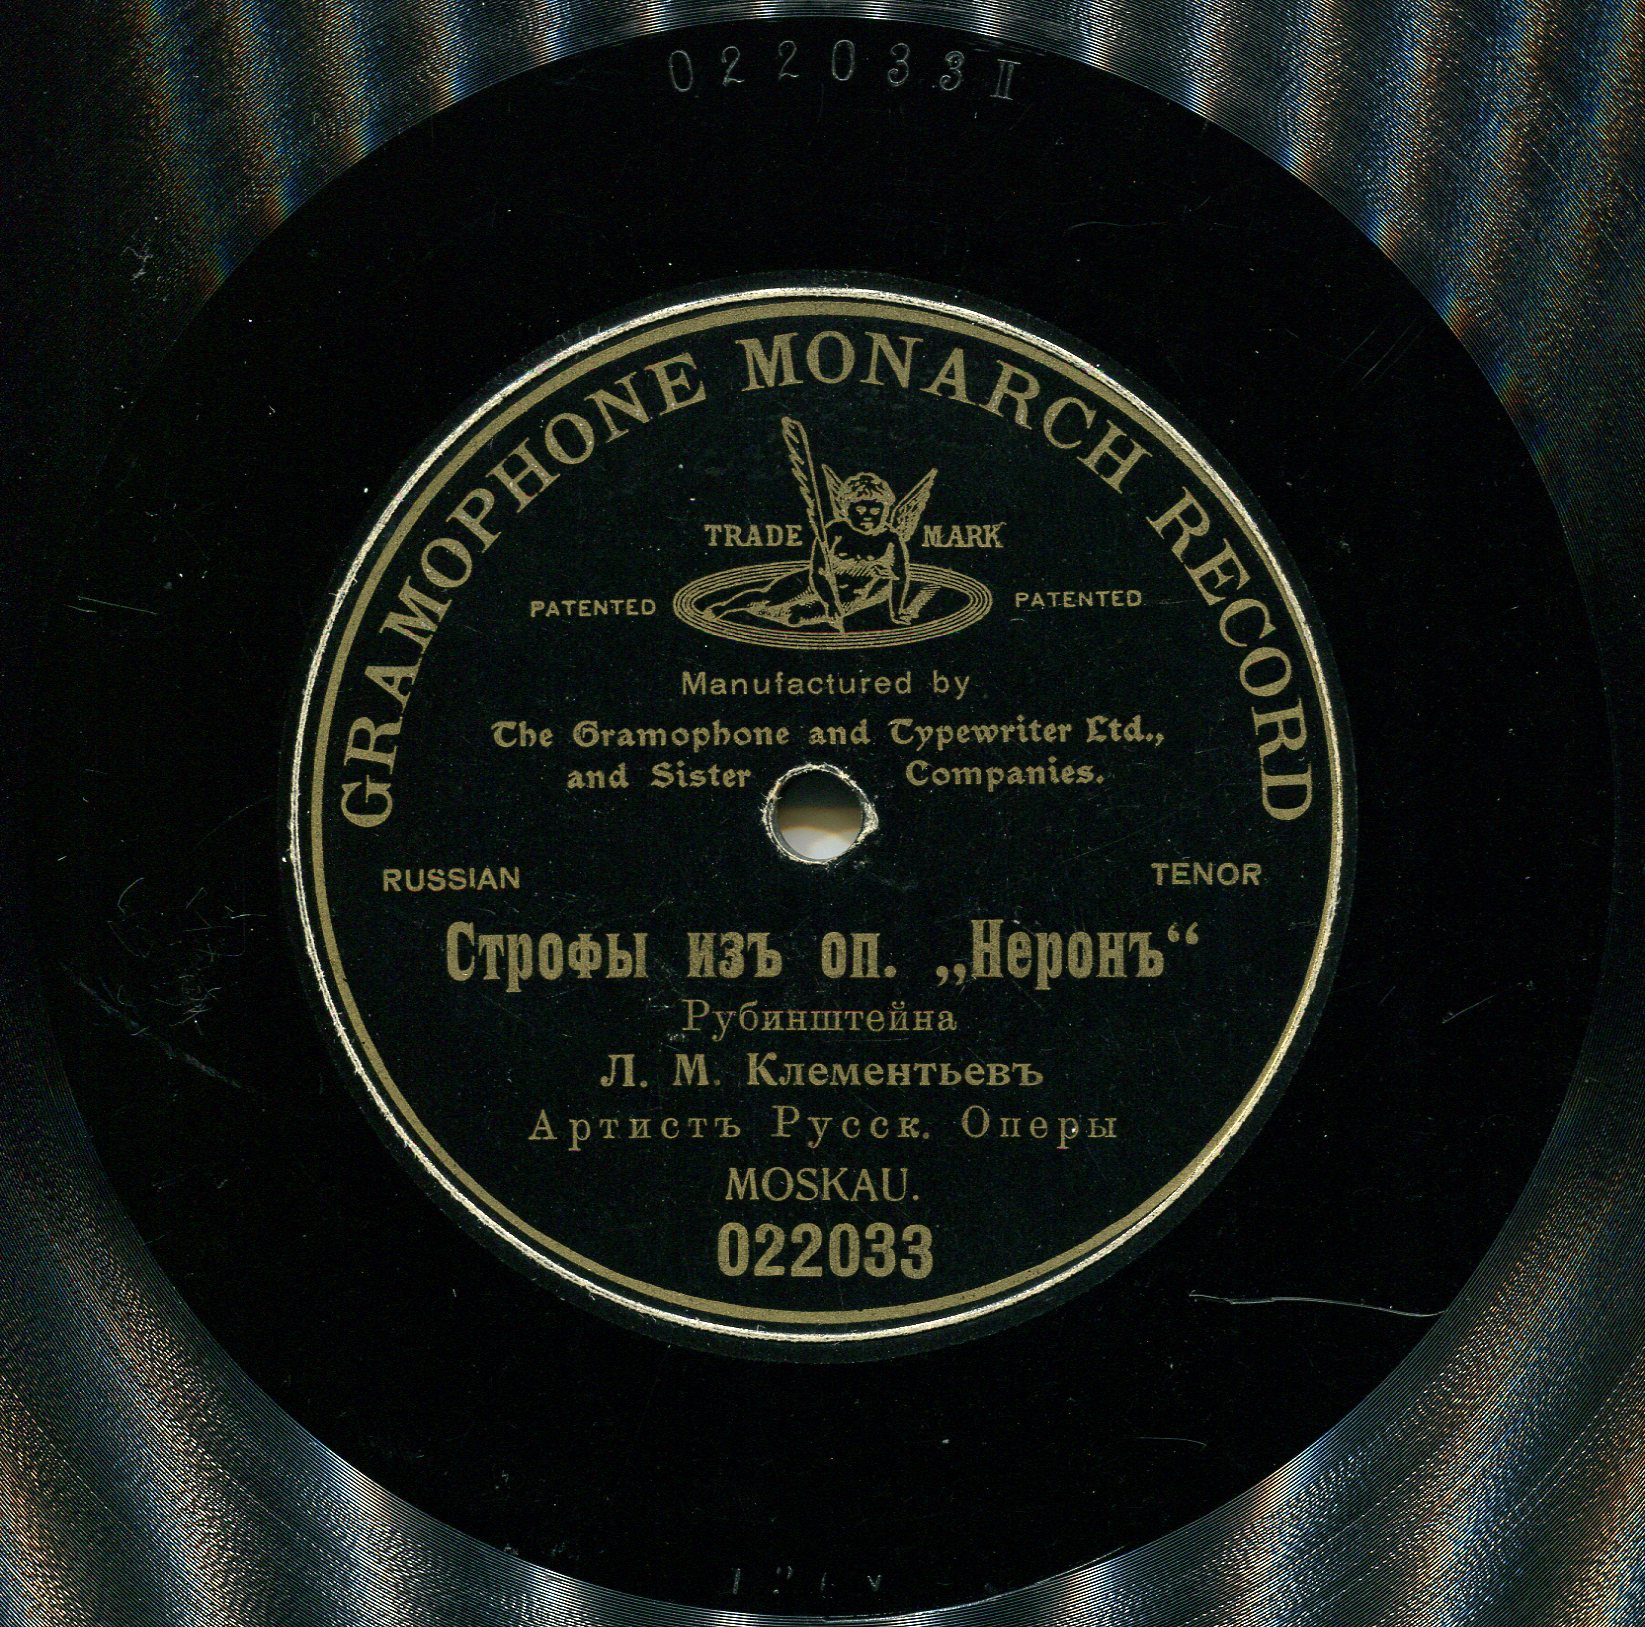 022033 II
GRAMOPHONE MONARCH RECORD
TRADE MARK
PATENTED PATENTED
Manufactured by
The Gramophone and Typewriter Ltd.,
and Sister Companies.
RUSSIAN TENOR
Строфы изъ оп. „Неронъ“
Рубинштейна
Л. М. Клементьевъ
Артистъ Русск. Оперы
MOSKAU.
022033